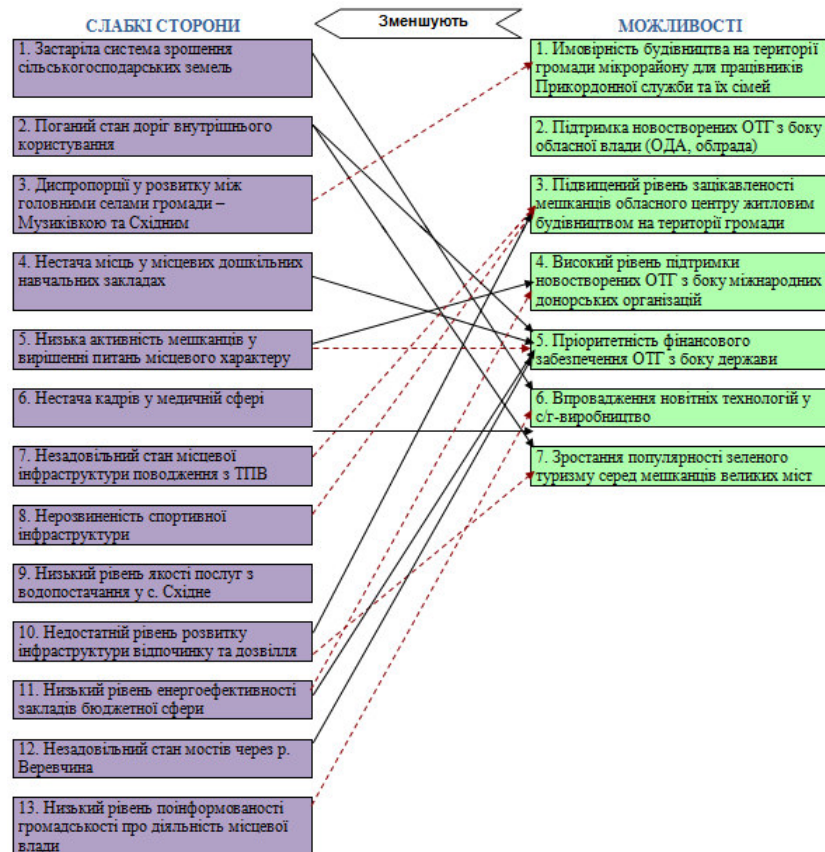 Зменшують
СЛАБКІ СТОРОНИ
МОЖЛИВОСТІ
1. Застаріла система зрошення
сільськогосподарських земель
2. Поганий стан доріг внутрішнього
користування
3. Диспропорції у розвитку між
головними селами громади –
Музиківкою та Східним
4. Нестача місць у місцевих дошкільних
навчальних закладах
5. Низька активність мешканців у
вирішенні питань місцевого характеру
6. Нестача кадрів у медичній сфері
7. Незадовільний стан місцевої
інфраструктури поводження з ТПВ
8. Нерозвиненість спортивної
інфраструктури
9. Низький рівень якості послуг з
водопостачання у с. Східне
10. Недостатній рівень розвитку
інфраструктури відпочинку та дозвілля
11. Низький рівень енергоефективності
закладів бюджетної сфери
12. Незадовільний стан мостів через р.
Веревчина
13. Низький рівень поінформованості
громадськості про діяльність місцевої
влади
1. Имовірність будівництва на території
громади мікрорайону для працівників
Прикордонної служби та їх сімей
2. Підтримка новостворених ОТГ з боку
обласної влади (ОДА, облрада)
3. Підвищений рівень зацікавленості
мешканців обласного центру житловим
будівництвом на території громади
4. Високий рівень підтримки
новостворених ОТГ з боку міжнародних
донорських організацій
5. Пріоритетність фінансового
забезпечення ОТГ з боку держави
6. Впровадження новітніх технологій у
с/г-виробництво
7. Зростання популярності зеленого
туризму серед мешканців великих міст